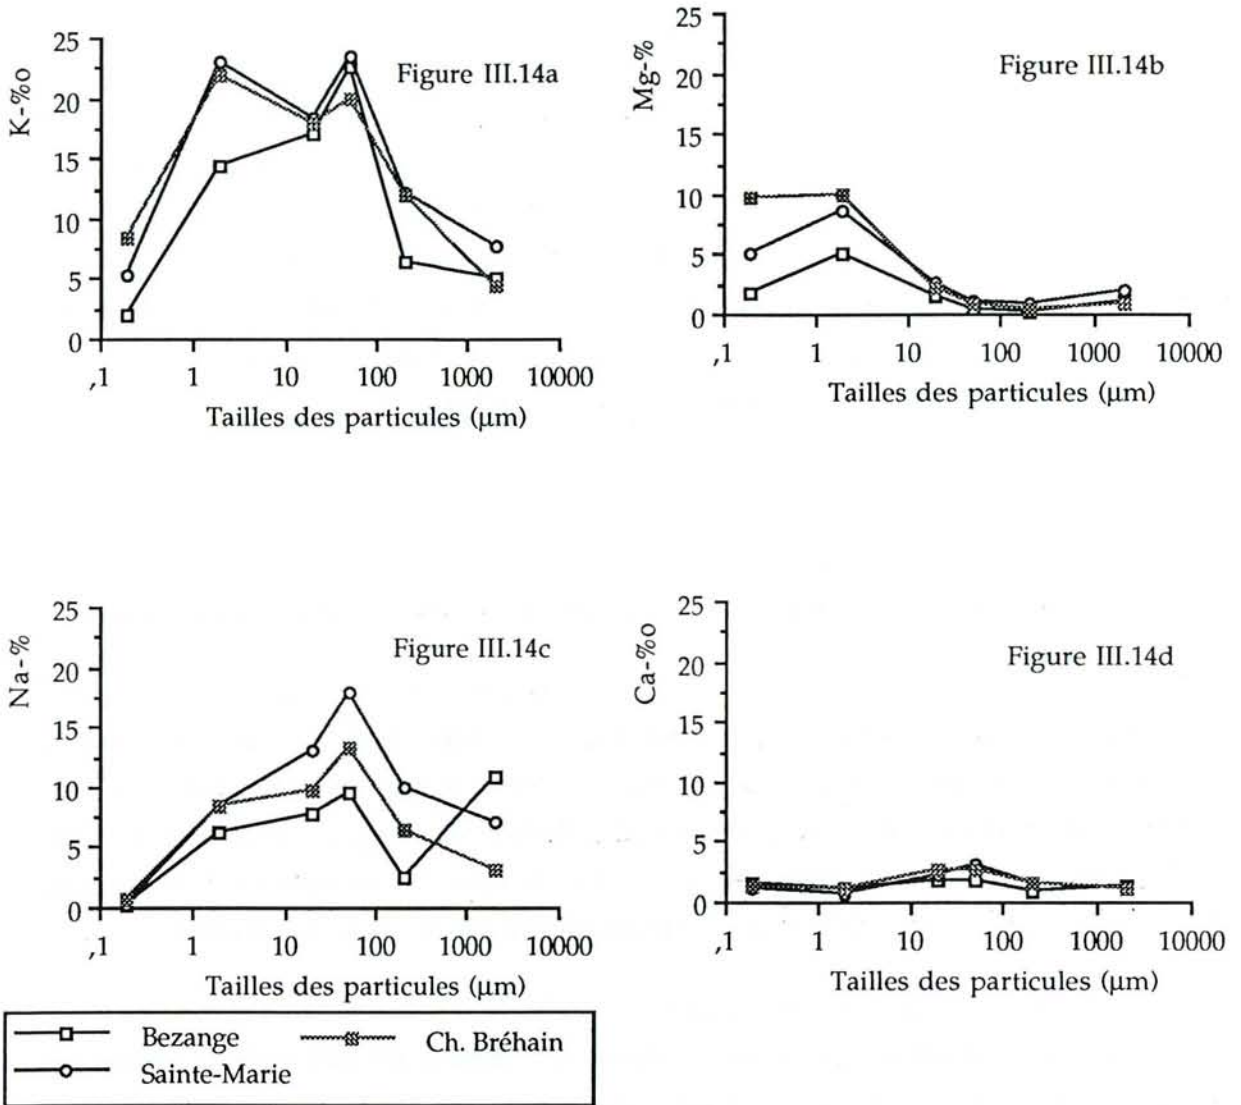 Figure III.14a
K-%o
25
20
15
10
5
0
,1 1 10 100 1000 10000
Tailles des particules (µm)
Figure III.14b
Mg-%
25
20
15
10
5
0
,1 1 10 100 1000 10000
Tailles des particules (µm)
Figure III.14c
Na-%
25
20
15
10
5
0
,1 1 10 100 1000 10000
Tailles des particules (µm)
Figure III.14d
Ca-%o
25
20
15
10
5
0
,1 1 10 100 1000 10000
Tailles des particules (µm)
Bezange
Ch. Bréhain
Sainte-Marie